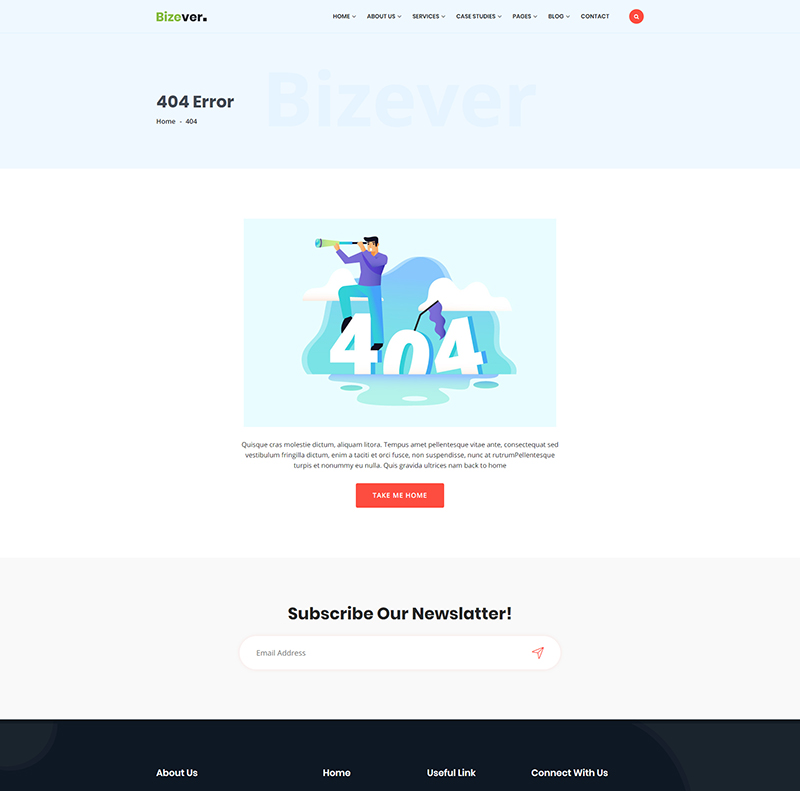 Bizever.
HOME ABOUT US SERVICES CASE STUDIES PAGES BLOG CONTACT
Bizever
404 Error
Home - 404
404
Quisque cras molestie dictum, aliquam litora. Tempus amet pellentesque vitae ante, consectequat sed
vestibulum fringilla dictum, enim a taciti et orci fusce, non suspendisse, nunc at rutrumPellentesque
turpis et nonummy eu nulla. Quis gravida ultrices nam back to home
TAKE ME HOME
Subscribe Our Newslatter!
Email Address
About Us Home Useful Link Connect With Us